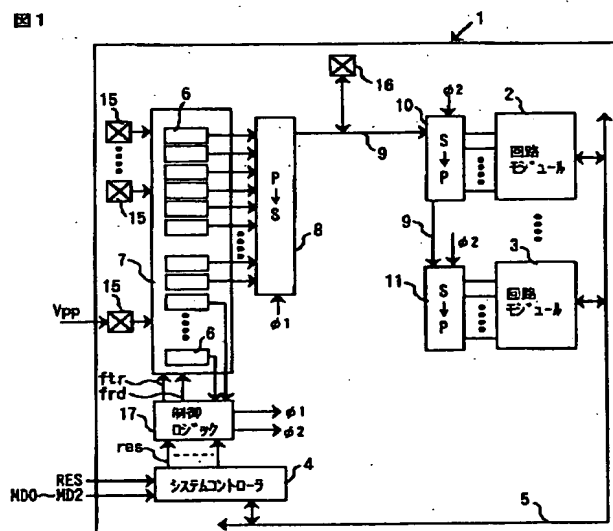 図1
1
15
6
16
10
φ2
2
P
↓
S
9
S
↓
P
回路
モジュール
15
8
7
9
φ2
3
11
S
↓
P
回路
モジュール
Vpp
15
φ1
6
ftr
frd
17
制御
ロジック
φ1
φ2
res
4
RES
MD0〜MD2
システムコントローラ
5